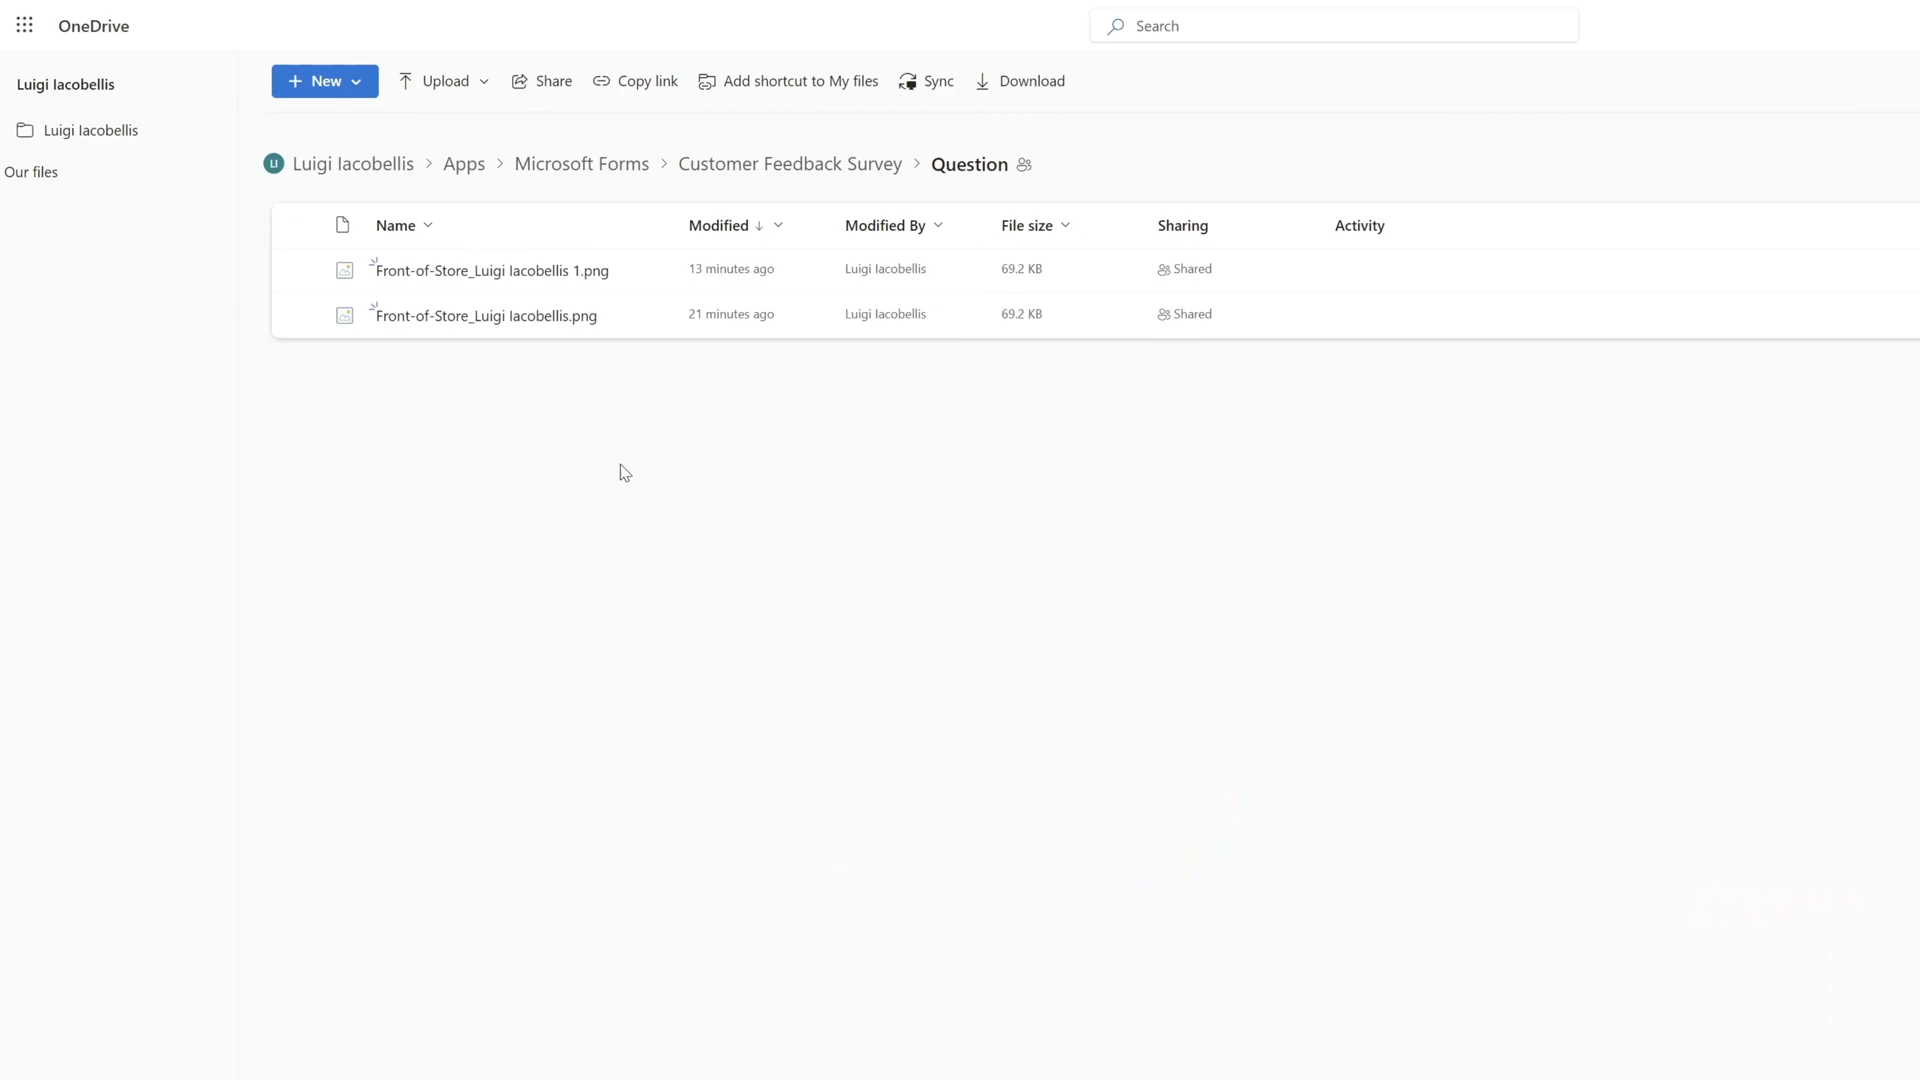 OneDrive
Search
Luigi Iacobellis
Luigi Iacobellis
Our files
New
Upload
Share
Copy link
Add shortcut to My files
Sync
Download
LI
Luigi Iacobellis > Apps > Microsoft Forms > Customer Feedback Survey > Question
Name Modified ↓ Modified By File size Sharing Activity
Front-of-Store_Luigi Iacobellis 1.png 13 minutes ago Luigi Iacobellis 69.2 KB Shared
Front-of-Store_Luigi Iacobellis.png 21 minutes ago Luigi Iacobellis 69.2 KB Shared